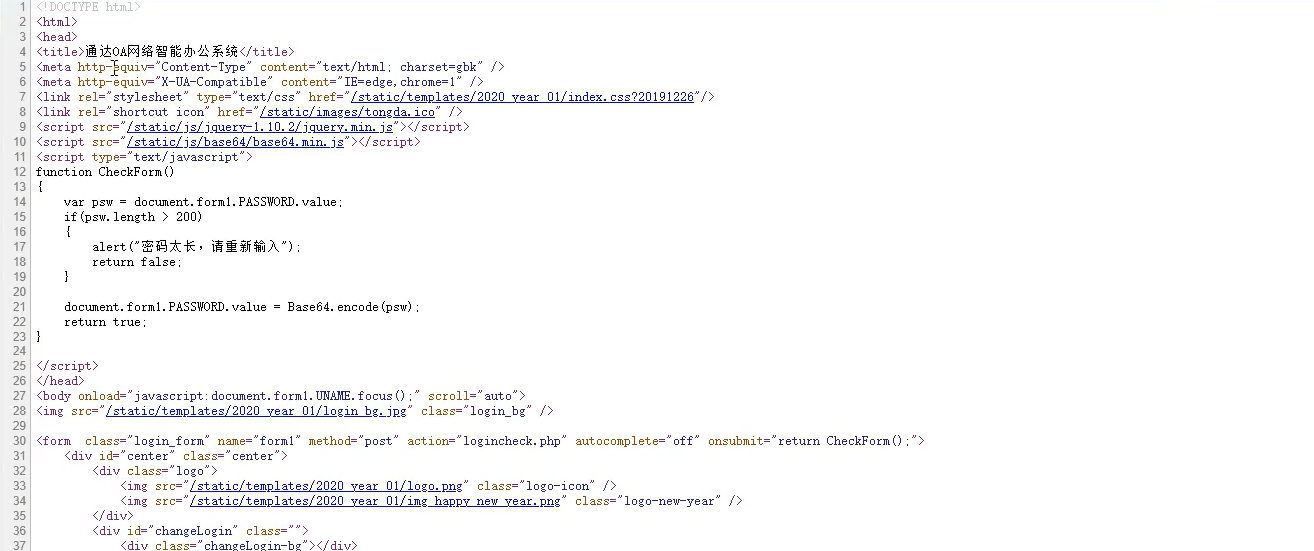 1 <!DOCTYPE html>
2 <html>
3 <head>
4 <title>通达OA网络智能办公系统</title>
5 <meta http-equiv="Content-Type" content="text/html; charset=gbk" />
6 <meta http-equiv="X-UA-Compatible" content="IE=edge,chrome=1" />
7 <link rel="stylesheet" type="text/css" href="/static/templates/2020_year_01/index.css?20191226"/>
8 <link rel="shortcut icon" href="/static/images/tongda.ico" />
9 <script src="/static/js/jquery-1.10.2/jquery.min.js"></script>
10 <script src="/static/js/base64/base64.min.js"></script>
11 <script type="text/javascript">
12 function CheckForm()
13 {
14     var psw = document.form1.PASSWORD.value;
15     if(psw.length > 200)
16     {
17         alert("密码太长，请重新输入");
18         return false;
19     }
20
21     document.form1.PASSWORD.value = Base64.encode(psw);
22     return true;
23 }
24
25 </script>
26 </head>
27 <body onload="javascript:document.form1.UNAME.focus();" scroll="auto">
28 <img src="/static/templates/2020_year_01/login_bg.jpg" class="login_bg" />
29
30 <form  class="login_form" name="form1" method="post" action="logincheck.php" autocomplete="off" onsubmit="return CheckForm();">
31     <div id="center" class="center">
32         <div class="logo">
33             <img src="/static/templates/2020_year_01/logo.png" class="logo-icon" />
34             <img src="/static/templates/2020_year_01/img_happy_new_year.png" class="logo-new-year" />
35         </div>
36         <div id="changeLogin" class="">
37             <div class="changeLogin-bg"></div>